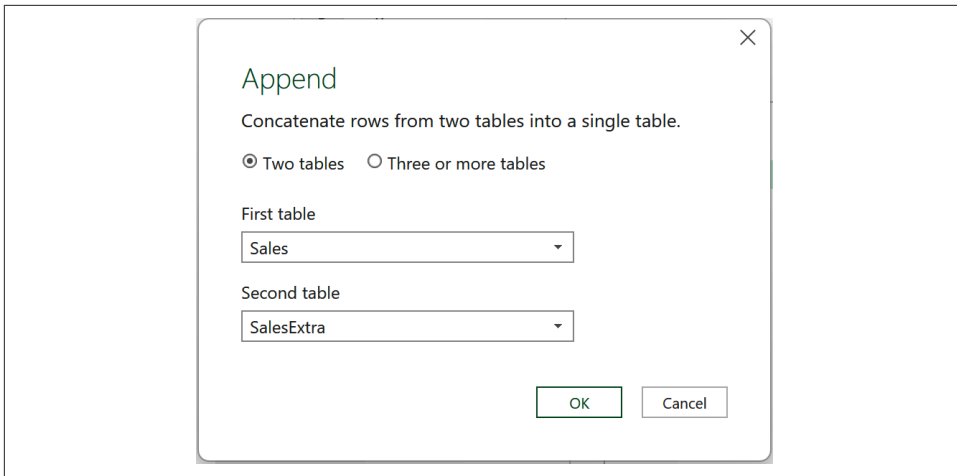 Append
Concatenate rows from two tables into a single table.
Two tables Three or more tables
First table
Sales
Second table
SalesExtra
OK Cancel